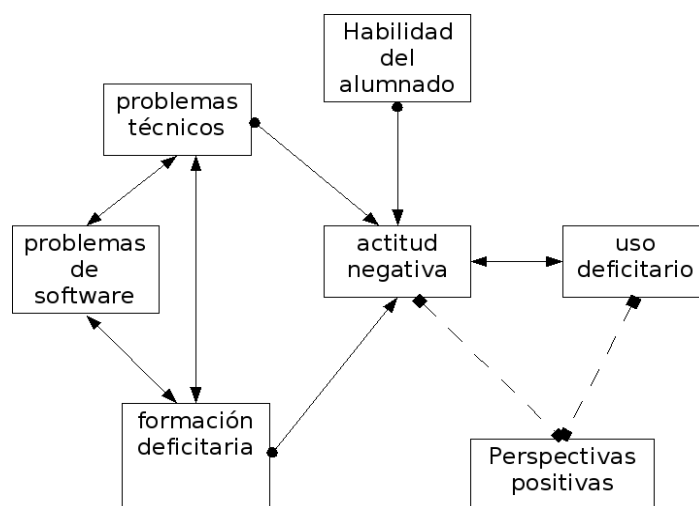 Habilidad
del
alumnado
problemas
técnicos
problemas
de
software
actitud
negativa
uso
deficitario
formación
deficitaria
Perspectivas
positivas